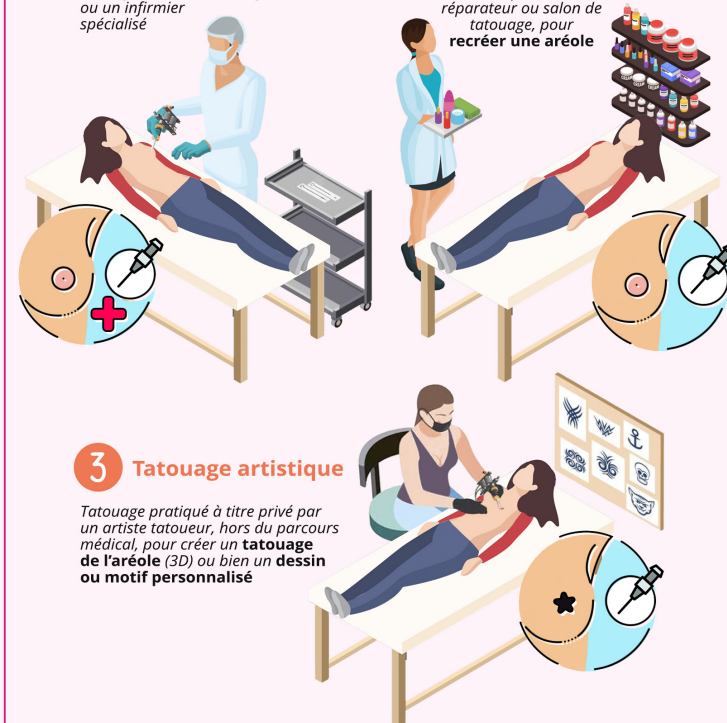 ou un infirmier
spécialisé
réparateur ou salon de
tatouage, pour
recréer une aréole
3 Tatouage artistique
Tatouage pratiqué à titre privé par
un artiste tatoueur, hors du parcours
médical, pour créer un tatouage
de l'aréole (3D) ou bien un dessin
ou motif personnalisé